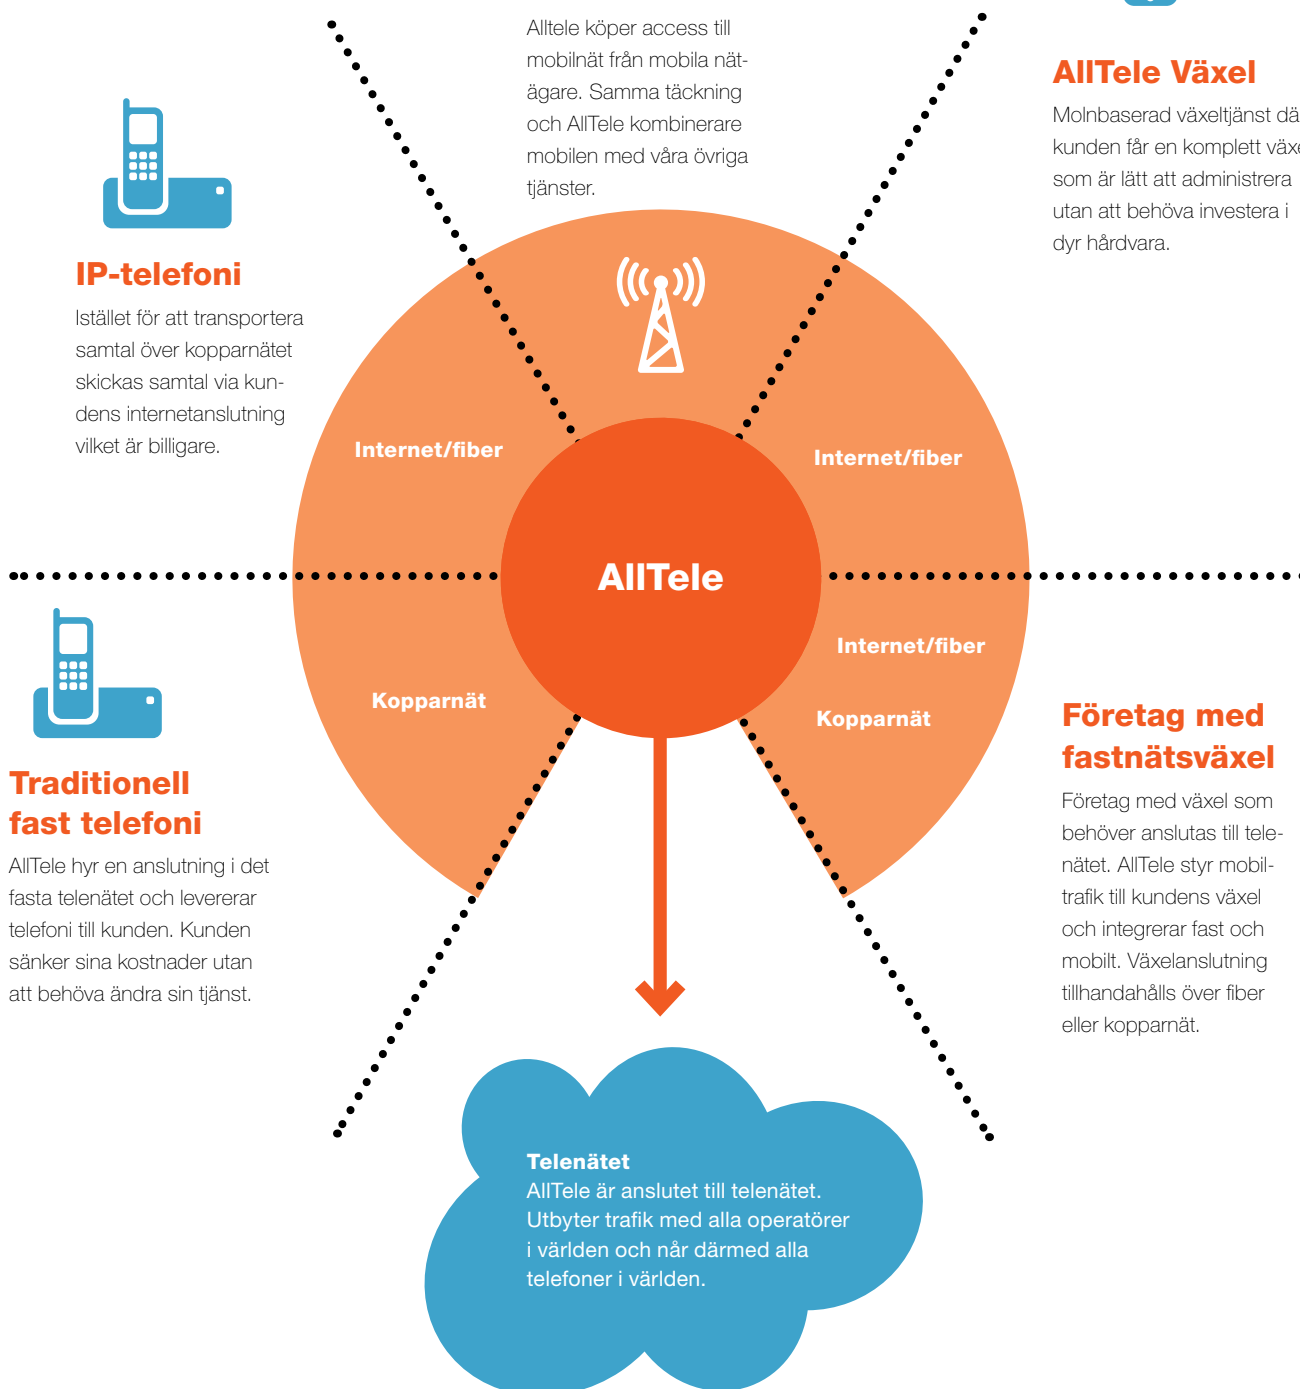 Alltele köper access till
mobilnät från mobila nät-
ägare. Samma täckning
och AllTele kombinerare
mobilen med våra övriga
tjänster.
AllTele Växel
Molnbaserad växeltjänst dä
kunden får en komplett växe
som är lätt att administrera
utan att behöva investera i
dyr hårdvara.
IP-telefoni
Istället för att transportera
samtal över kopparnätet
skickas samtal via kun-
dens internetanslutning
vilket är billigare.
Internet/fiber
Internet/fiber
AllTele
Internet/fiber
Kopparnät
Kopparnät
Traditionell
fast telefoni
AllTele hyr en anslutning i det
fasta telenätet och levererar
telefoni till kunden. Kunden
sänker sina kostnader utan
att behöva ändra sin tjänst.
Företag med
fastnätsväxel
Företag med växel som
behöver anslutas till tele-
nätet. AllTele styr mobil-
trafik till kundens växel
och integrerar fast och
mobilt. Växelanslutning
tillhandahålls över fiber
eller kopparnät.
Telenätet
AllTele är anslutet till telenätet.
Utbyter trafik med alla operatörer
i världen och når därmed alla
telefoner i världen.